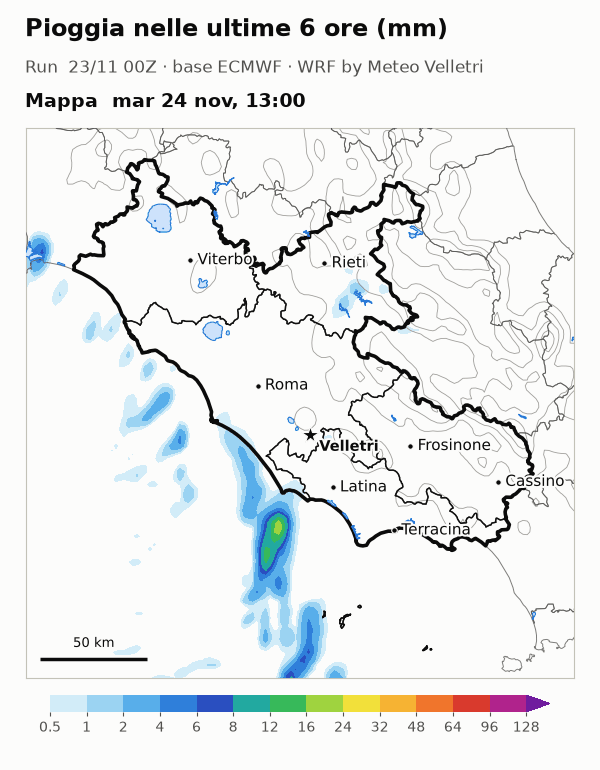 Pioggia nelle ultime 6 ore (mm)
Run  23/11 00Z · base ECMWF · WRF by Meteo Velletri
Mappa  mar 24 nov, 13:00
Viterbo
Rieti
Roma
Velletri
Frosinone
Cassino
Latina
Terracina
50 km
0.5 1 2 4 6 8 12 16 24 32 48 64 96 128